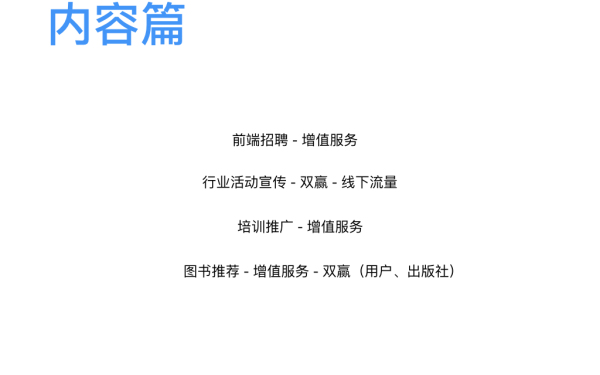 内容篇
前端招聘 - 增值服务
行业活动宣传 - 双赢 - 线下流量
培训推广 - 增值服务
图书推荐 - 增值服务 - 双赢（用户、出版社）